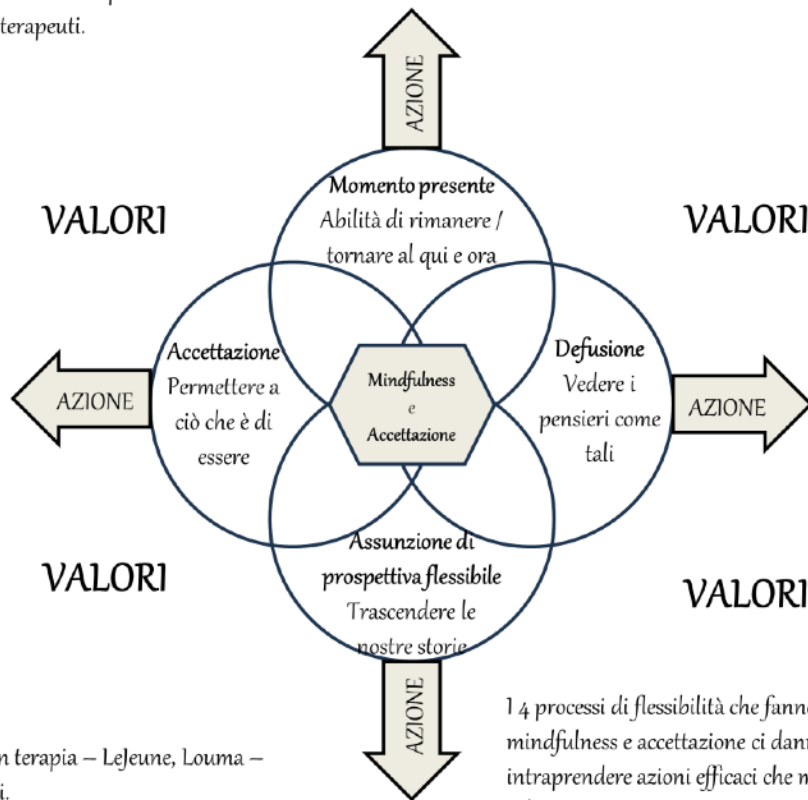 terapeuti.
AZIONE
Momento presente
Abilità di rimanere /
tornare al qui e ora
VALORI
VALORI
Accettazione
Permettere a
ciò che è di
essere
AZIONE
Mindfulness
e
Accettazione
Defusione
Vedere i
pensieri come
tali
AZIONE
Assunzione di
prospettiva flessibile
Trascendere le
nostre storie
VALORI
VALORI
AZIONE
n terapia – LeJeune, Louma –
i.
I 4 processi di flessibilità che fann
mindfulness e accettazione ci dan
intraprendere azioni efficaci che